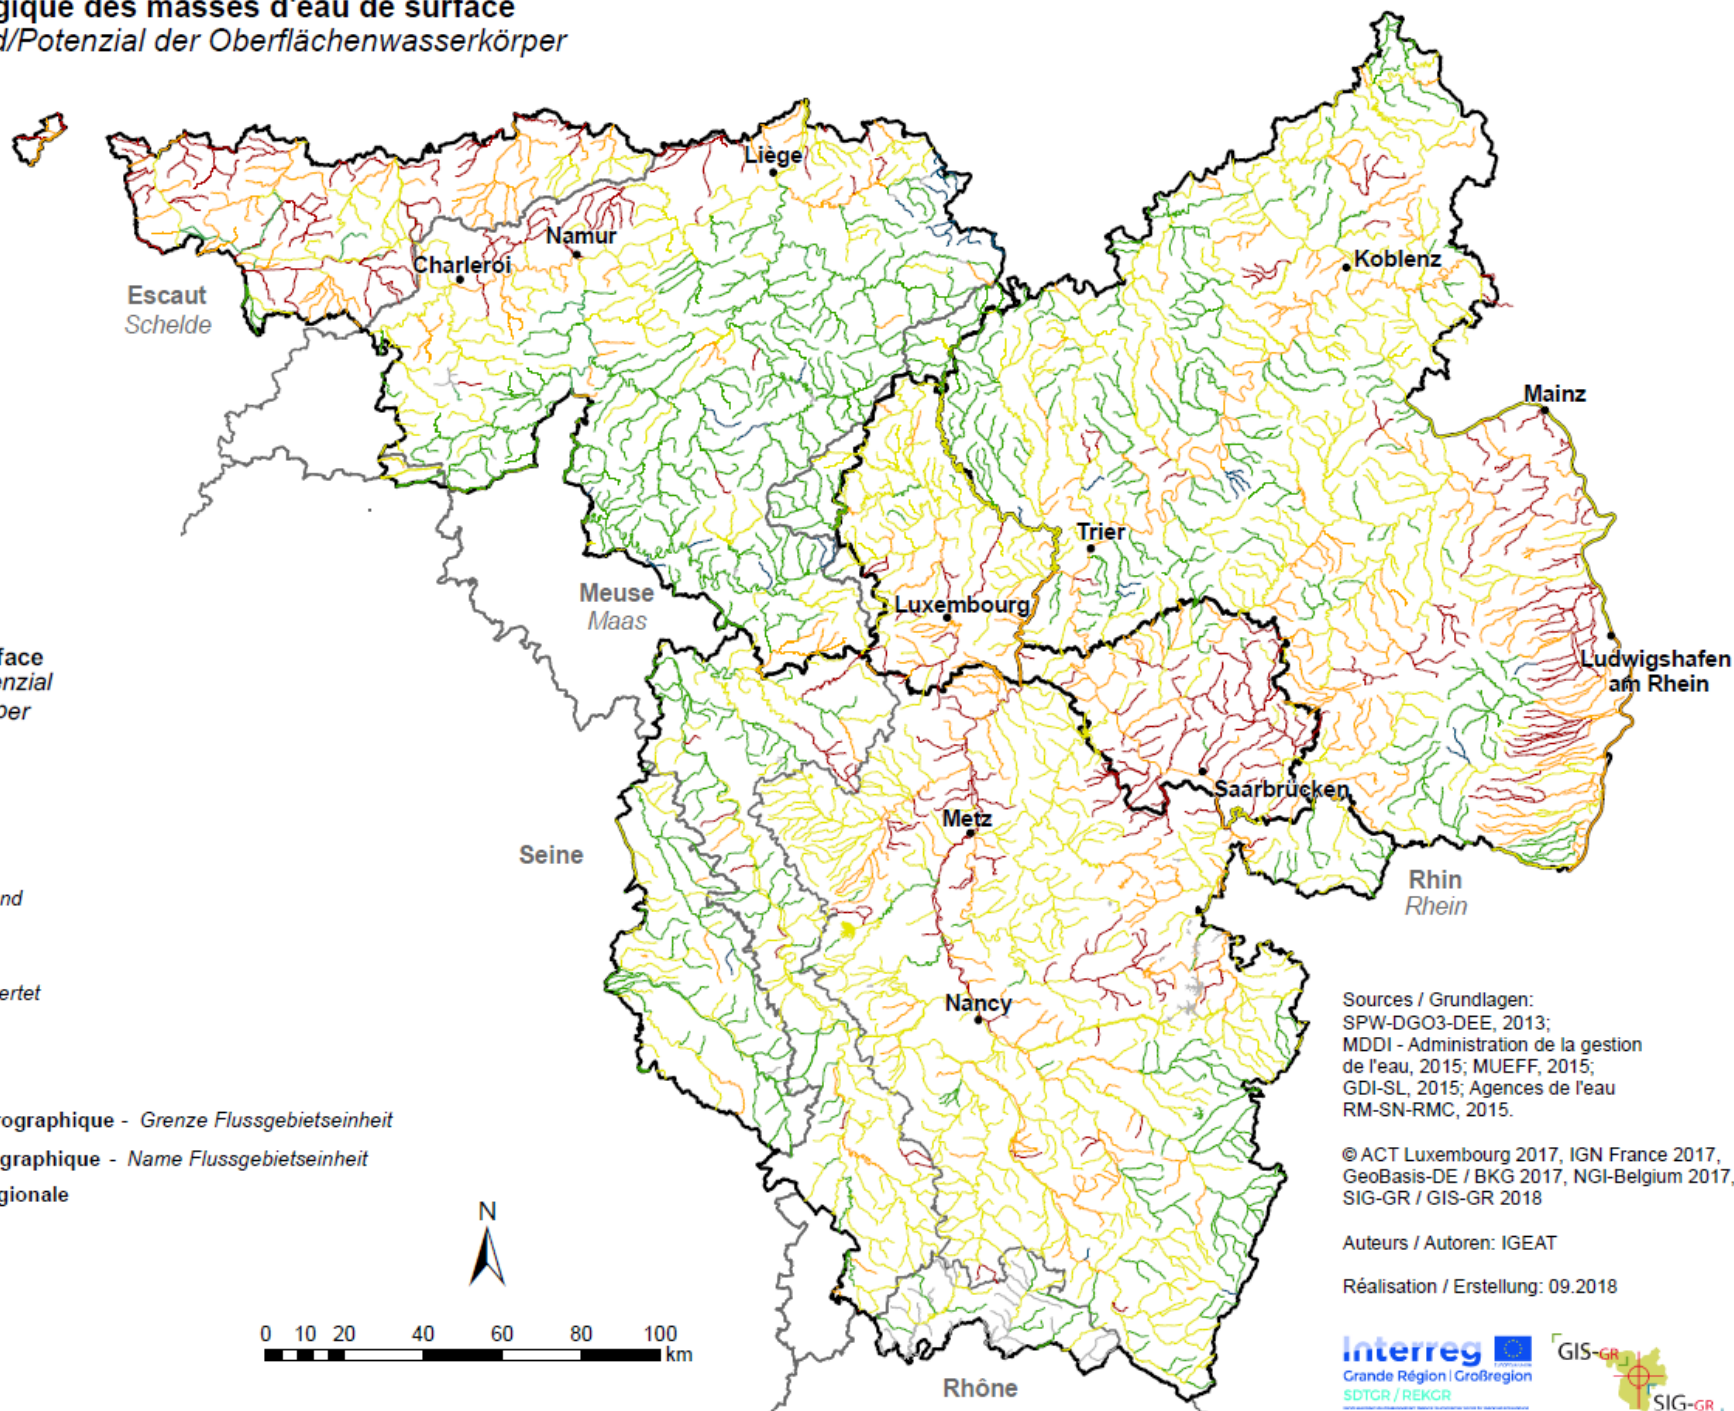 gique des masses d'eau de surface
d/Potenzial der Oberflächenwasserkörper
Liège
Namur
Charleroi
Koblenz
Escaut
Schelde
Mainz
Trier
Meuse
Maas
Luxembourg
face
enzial
per
Ludwigshafen
am Rhein
Saarbrücken
Metz
Seine
Rhin
Rhein
nd
ertet
Nancy
Sources / Grundlagen:
SPW-DGO3-DEE, 2013;
MDDI - Administration de la gestion
de l'eau, 2015; MUEFF, 2015;
GDI-SL, 2015; Agences de l'eau
RM-SN-RMC, 2015.
© ACT Luxembourg 2017, IGN France 2017,
GeoBasis-DE / BKG 2017, NGI-Belgium 2017,
SIG-GR / GIS-GR 2018
Auteurs / Autoren: IGEAT
Réalisation / Erstellung: 09.2018
ographique - Grenze Flussgebietseinheit
graphique - Name Flussgebietseinheit
gionale
N
0 10 20 40 60 80 100
km
Rhône
Interreg
Grande Région | Großregion
SDTGR / REKGR
GIS-GR
SIG-GR